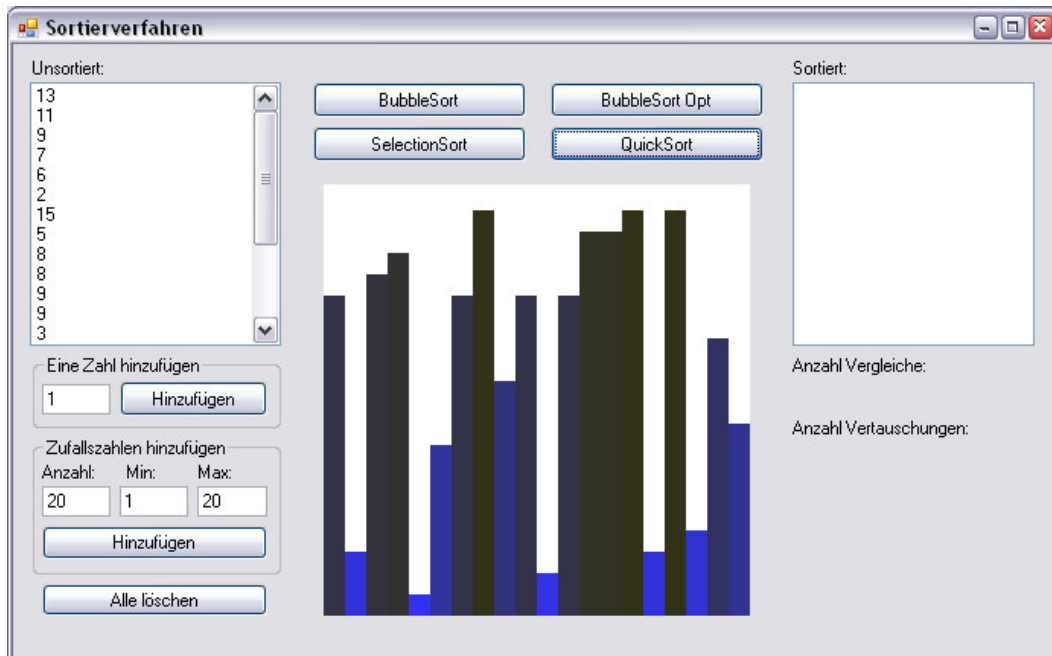 Sortierverfahren
Unsortiert:
13
11
9
7
6
2
15
5
8
8
9
9
3
Eine Zahl hinzufügen
1
Hinzufügen
Zufallszahlen hinzufügen
Anzahl: Min: Max:
20 1 20
Hinzufügen
Alle löschen
BubbleSort BubbleSort Opt
SelectionSort QuickSort
Sortiert:
Anzahl Vergleiche:
Anzahl Vertauschungen: